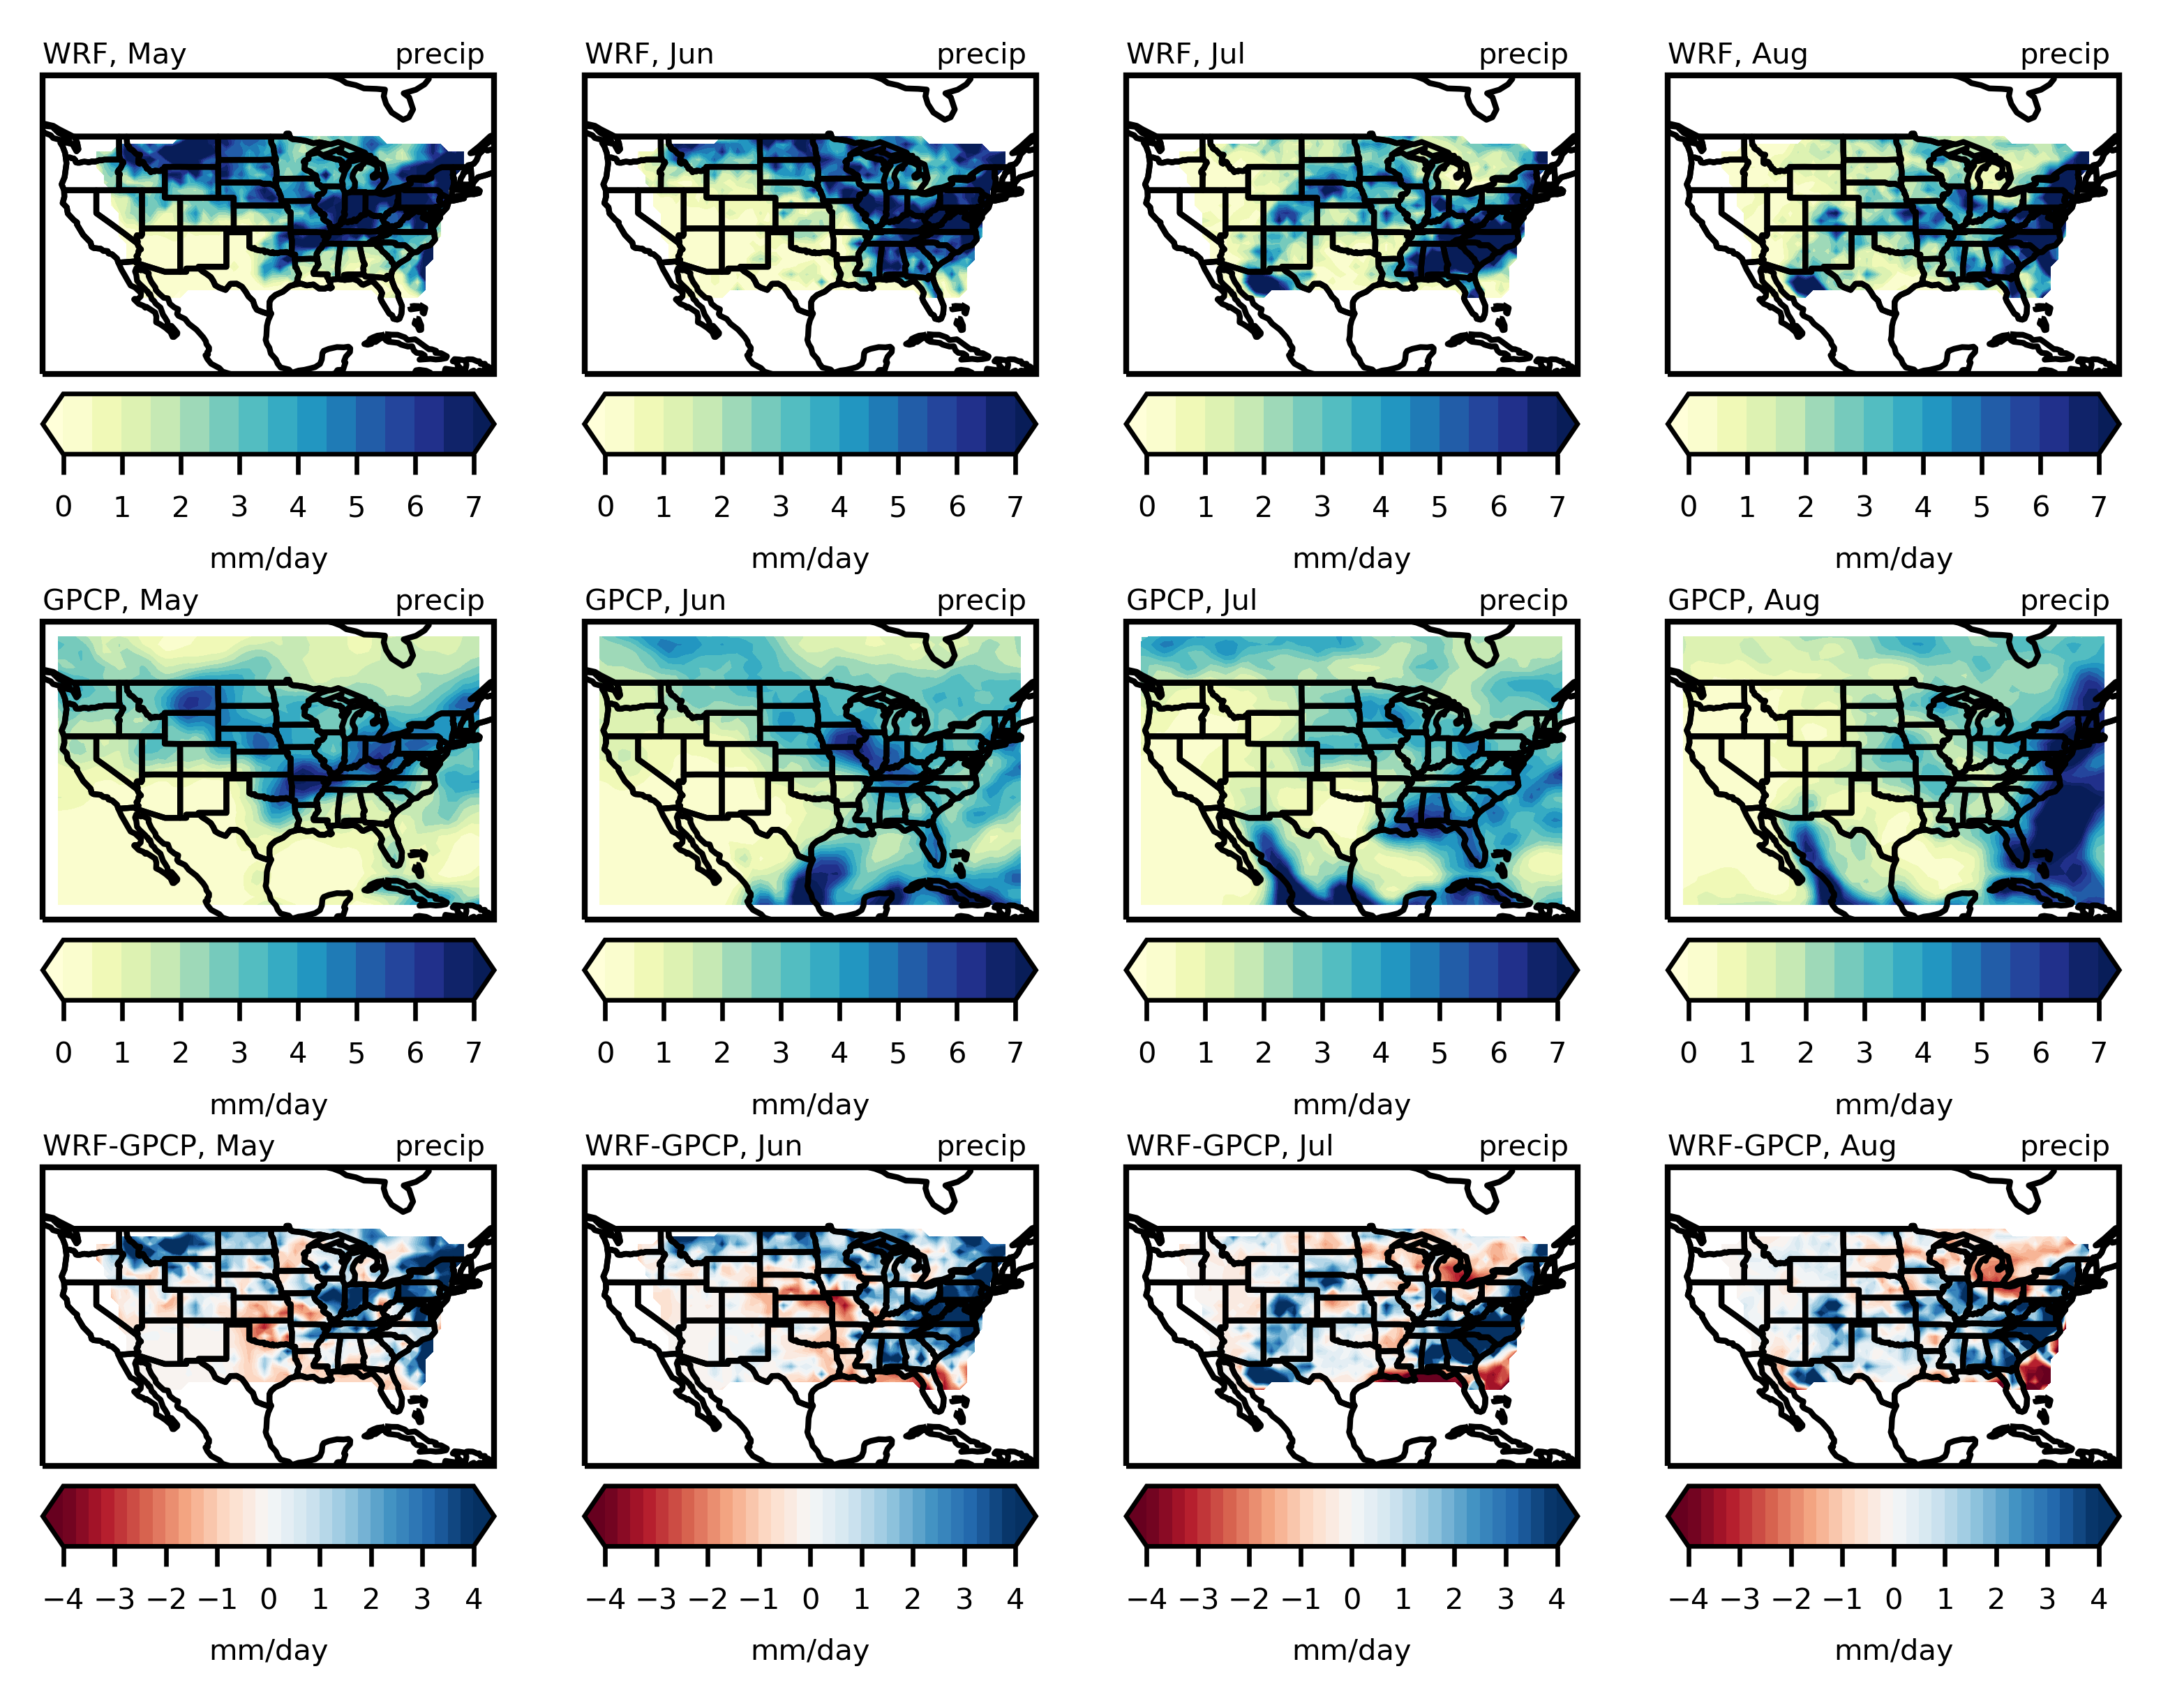 WRF, May precip WRF, Jun precip WRF, Jul precip WRF, Aug precip
0 1 2 3 4 5 6 7 0 1 2 3 4 5 6 7 0 1 2 3 4 5 6 7 0 1 2 3 4 5 6 7
mm/day mm/day mm/day mm/day
GPCP, May precip GPCP, Jun precip GPCP, Jul precip GPCP, Aug precip
0 1 2 3 4 5 6 7 0 1 2 3 4 5 6 7 0 1 2 3 4 5 6 7 0 1 2 3 4 5 6 7
mm/day mm/day mm/day mm/day
WRF-GPCP, May precip WRF-GPCP, Jun precip WRF-GPCP, Jul precip WRF-GPCP, Aug precip
−4 −3 −2 −1 0 1 2 3 4 −4 −3 −2 −1 0 1 2 3 4 −4 −3 −2 −1 0 1 2 3 4 −4 −3 −2 −1 0 1 2 3 4
mm/day mm/day mm/day mm/day